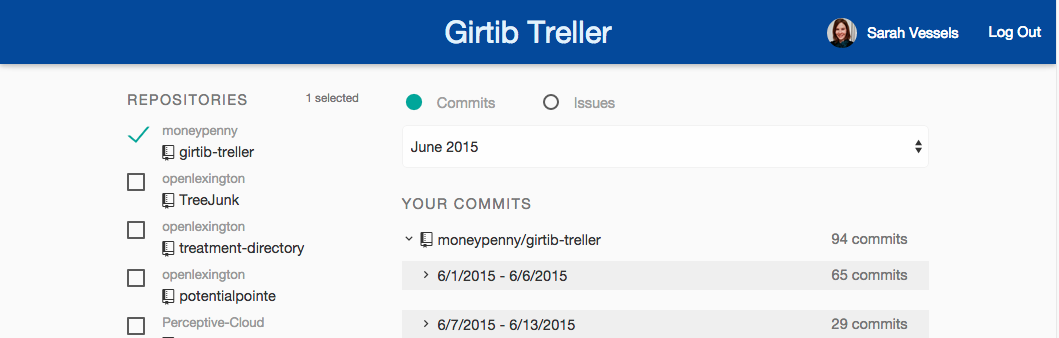 Girtib Treller
Sarah Vessels
Log Out
REPOSITORIES
1 selected
moneypenny
girtib-treller
openlexington
TreeJunk
openlexington
treatment-directory
openlexington
potentialpointe
Perceptive-Cloud
Commits
Issues
June 2015
YOUR COMMITS
moneypenny/girtib-treller 94 commits
6/1/2015 - 6/6/2015 65 commits
6/7/2015 - 6/13/2015 29 commits